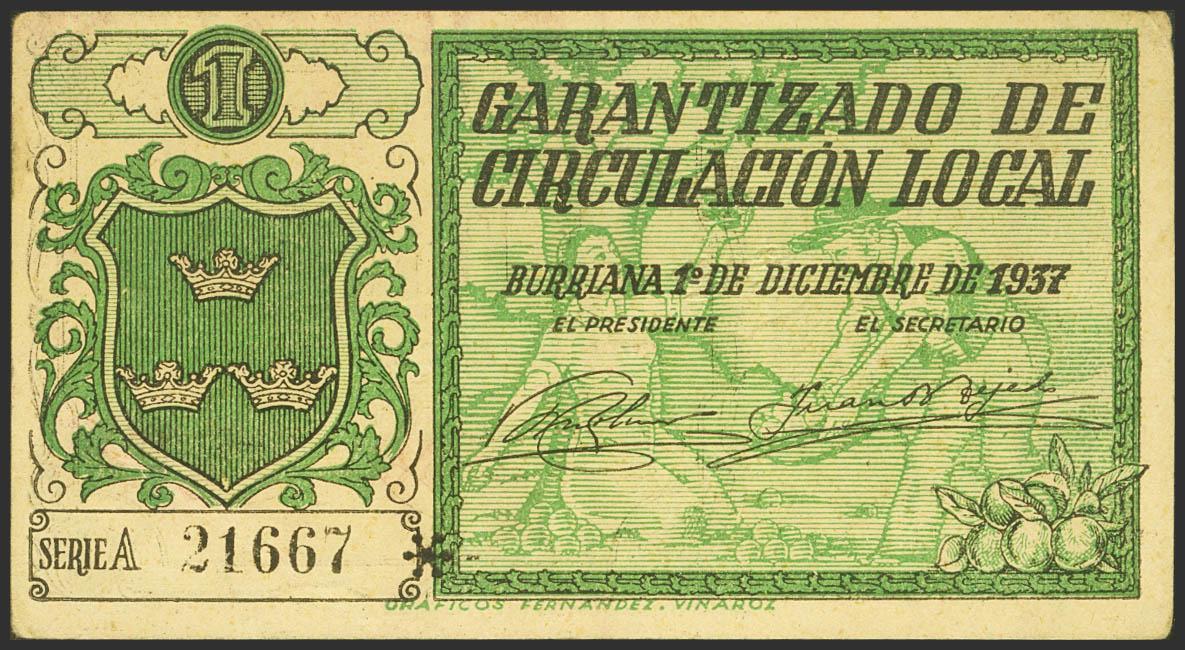 1
GARANTIZADO DE
CIRCULACIÓN LOCAL
BURRIANA 1º DE DICIEMBRE DE 1937
EL PRESIDENTE EL SECRETARIO
SERIE A 21667
GRÁFICOS FERNÁNDEZ. VINAROZ